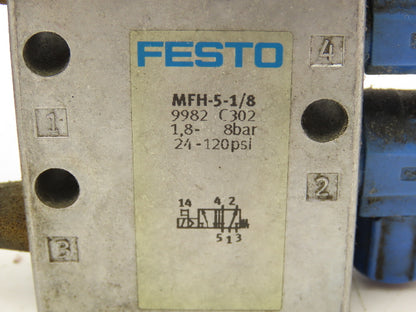 FESTO
4
MFH-5-1/8
9982 C302
1,8- 8bar
24-120psi
1
2
14 4 2
5 1 3
3